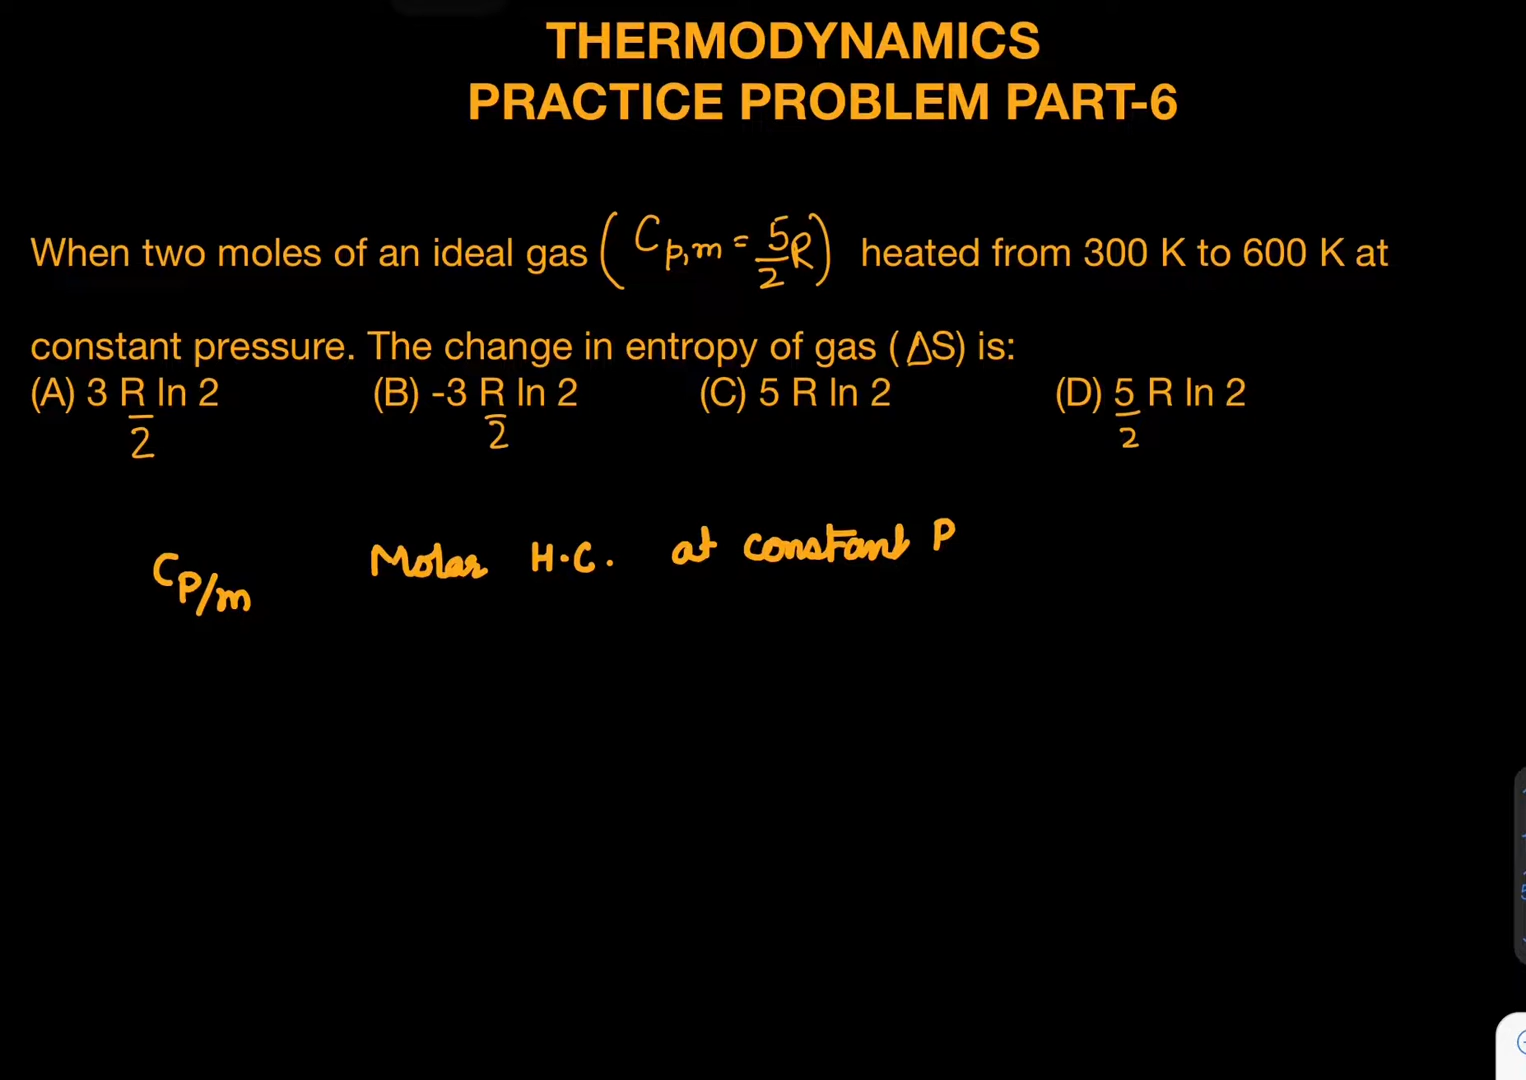 THERMODYNAMICS
PRACTICE PROBLEM PART-6
When two moles of an ideal gas (Cp,m = 5/2 R) heated from 300 K to 600 K at
constant pressure. The change in entropy of gas (ΔS) is:
(A) 3 R/2 ln 2 (B) -3 R/2 ln 2 (C) 5 R ln 2 (D) 5/2 R ln 2
CP/m Molar H.C. at constant P